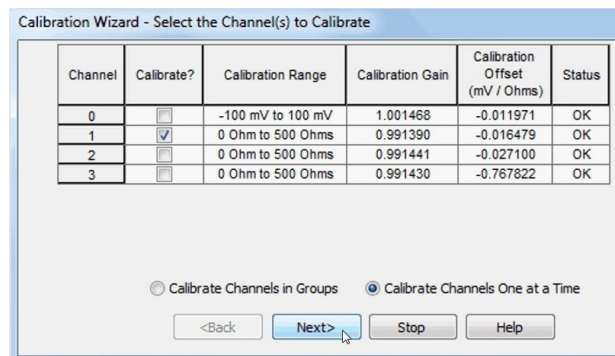 Calibration Wizard - Select the Channel(s) to Calibrate
Channel Calibrate? Calibration Range Calibration Gain Calibration Offset (mV / Ohms) Status
0 -100 mV to 100 mV 1.001468 -0.011971 OK
1 0 Ohm to 500 Ohms 0.991390 -0.016479 OK
2 0 Ohm to 500 Ohms 0.991441 -0.027100 OK
3 0 Ohm to 500 Ohms 0.991430 -0.767822 OK
Calibrate Channels in Groups Calibrate Channels One at a Time
<Back Next> Stop Help